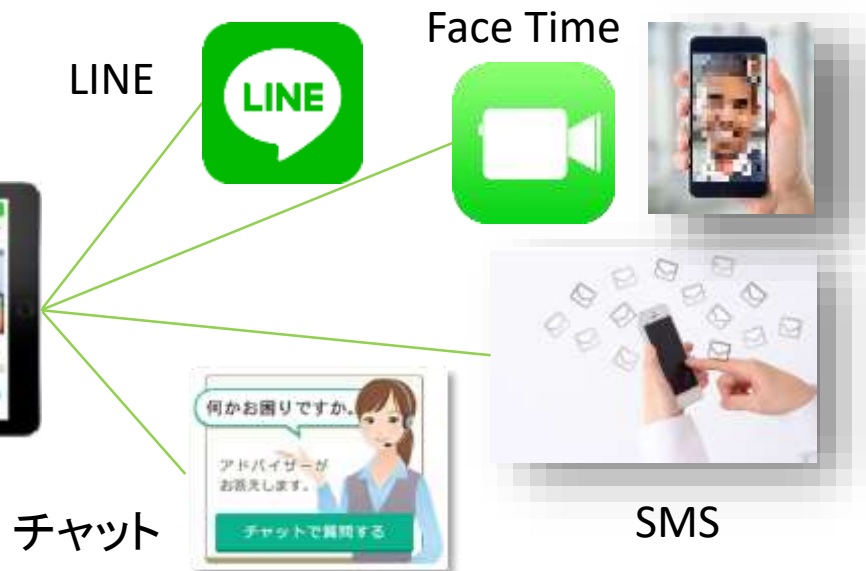 Face Time
LINE
LINE
何かお困りですか。
アドバイザーが
お答えします。
チャットで質問する
チャット
SMS